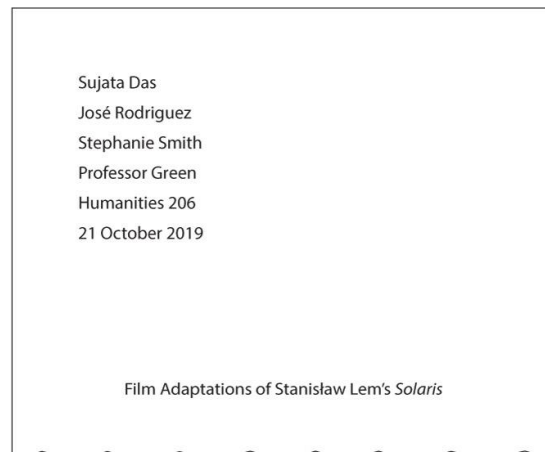 Sujata Das
José Rodriguez
Stephanie Smith
Professor Green
Humanities 206
21 October 2019
Film Adaptations of Stanisław Lem's Solaris